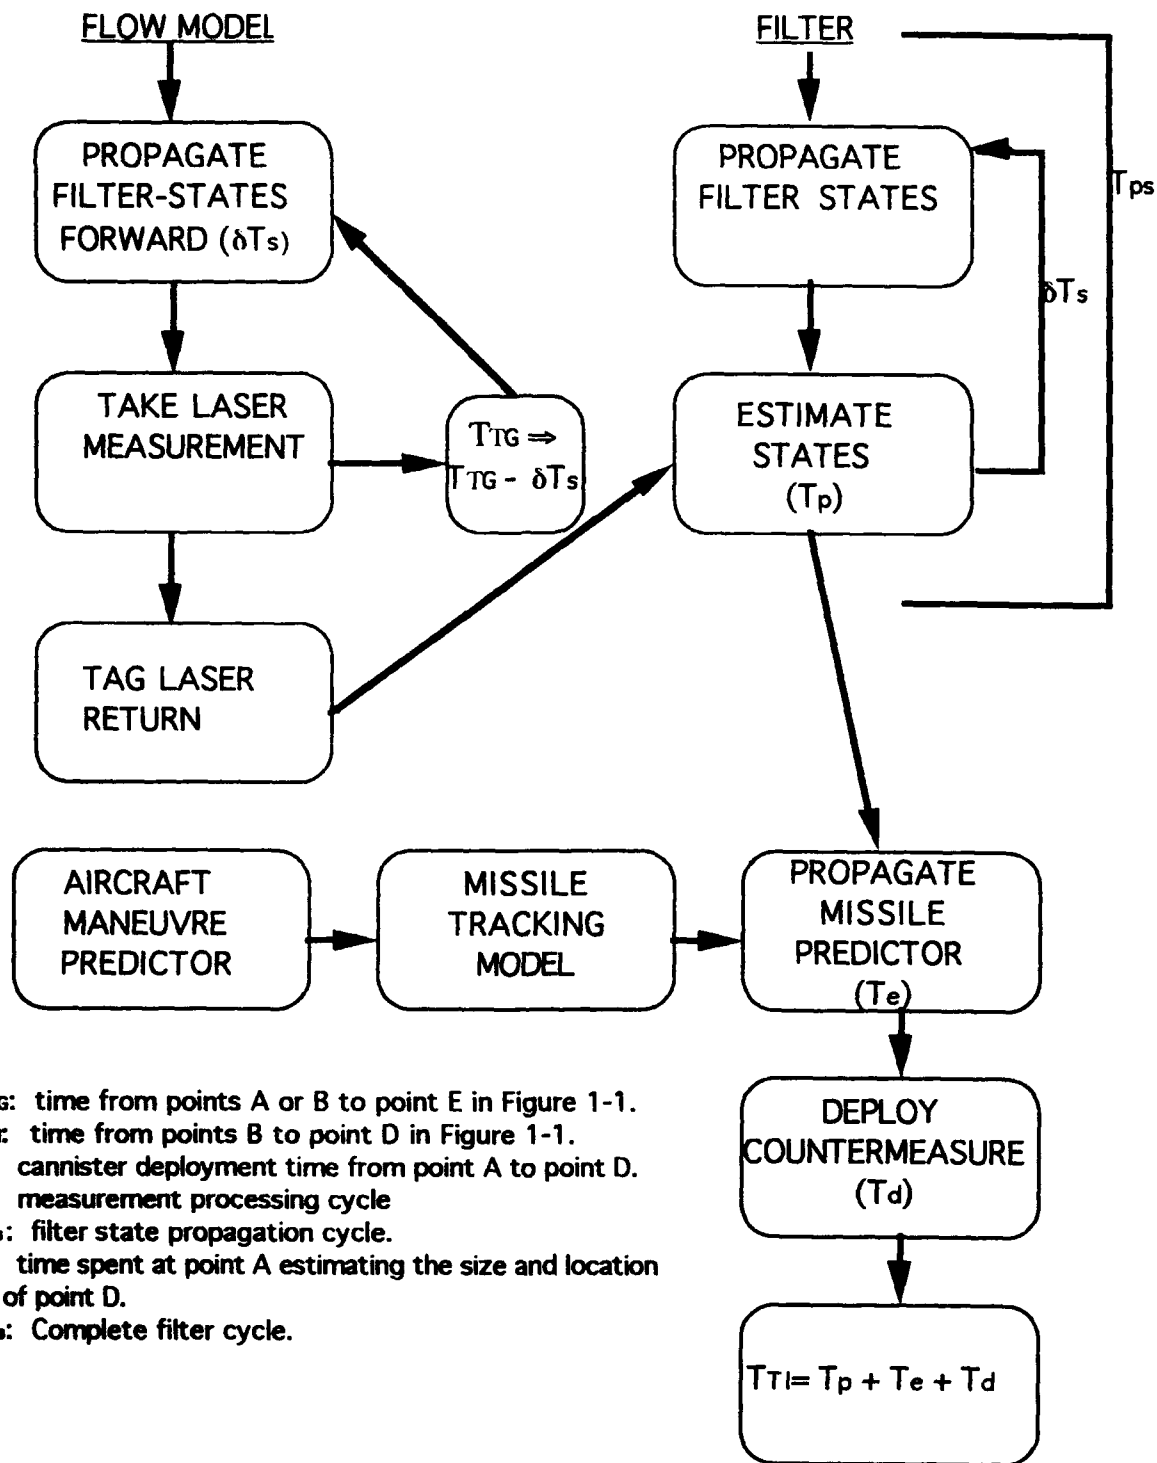 FLOW MODEL
PROPAGATE
FILTER-STATES
FORWARD (δTs)
TAKE LASER
MEASUREMENT
TTG ⇒
TTG - δTs
TAG LASER
RETURN
FILTER
PROPAGATE
FILTER STATES
ESTIMATE
STATES
(Tp)
δTs
Tps
AIRCRAFT
MANEUVRE
PREDICTOR
MISSILE
TRACKING
MODEL
PROPAGATE
MISSILE
PREDICTOR
(Te)
DEPLOY
COUNTERMEASURE
(Td)
TTI= Tp + Te + Td
G: time from points A or B to point E in Figure 1-1.
: time from points B to point D in Figure 1-1.
cannister deployment time from point A to point D.
measurement processing cycle
s: filter state propagation cycle.
time spent at point A estimating the size and location
of point D.
: Complete filter cycle.